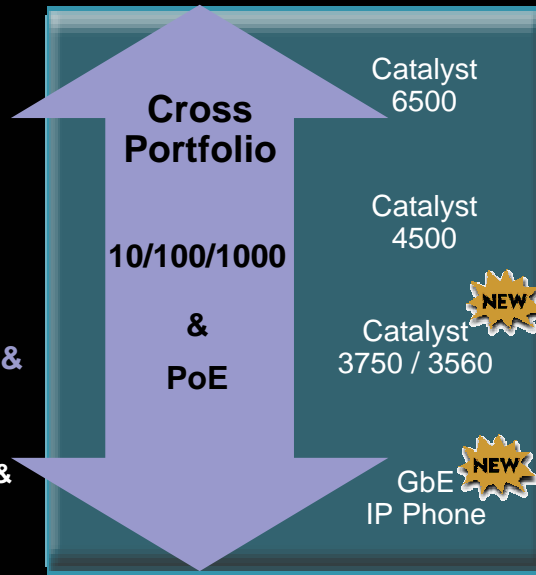 Cross
Portfolio
10/100/1000
&
PoE
Catalyst
6500
Catalyst
4500
NEW
Catalyst
3750 / 3560
NEW
GbE
IP Phone
&
&